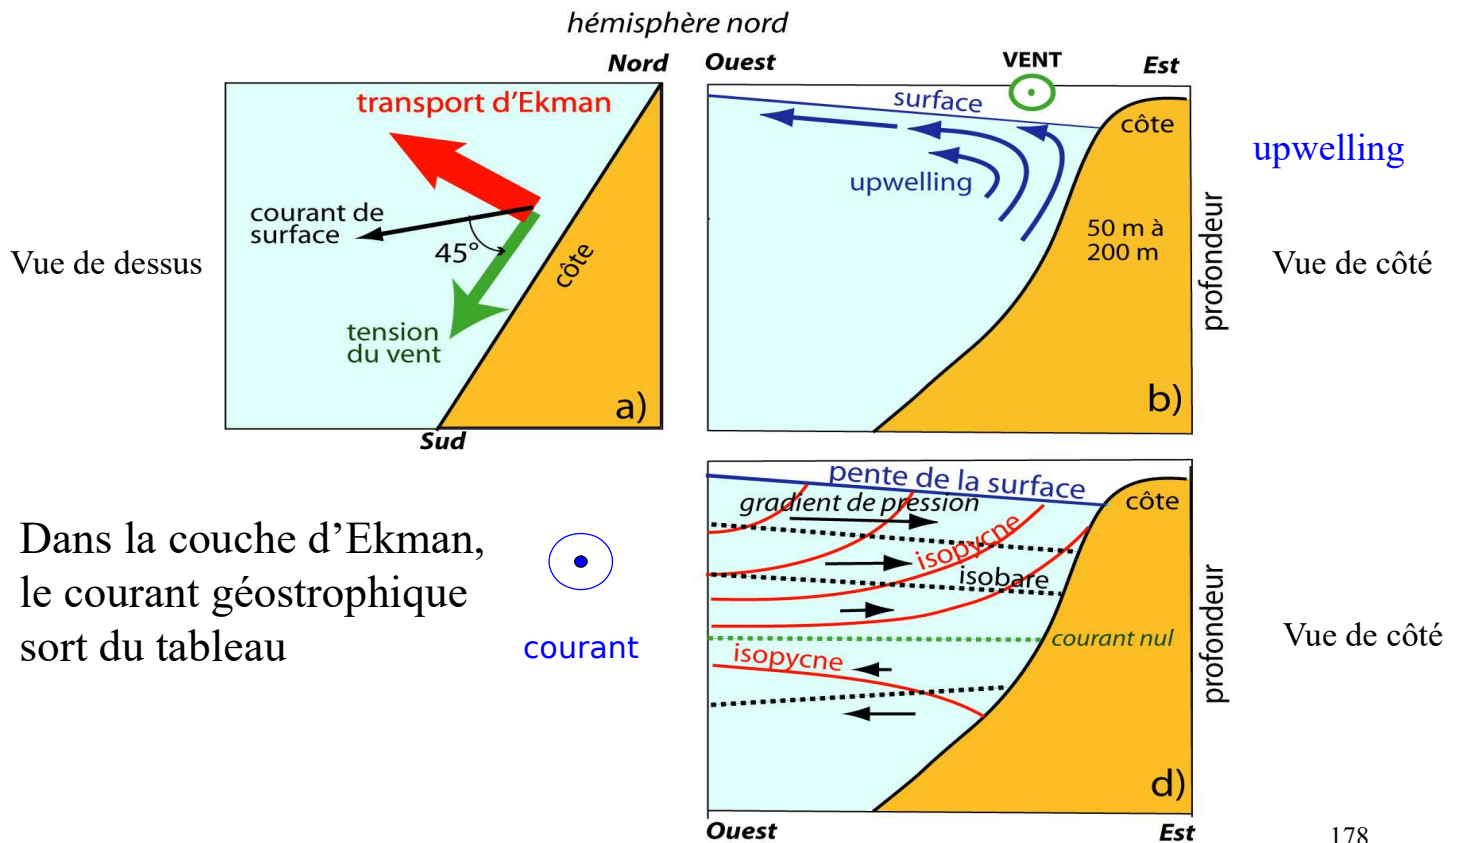 hémisphère nord
Nord
transport d'Ekman
courant de
surface
45°
côte
tension
du vent
a)
Sud
Vue de dessus
Ouest
VENT
Est
surface
côte
upwelling
50 m à
200 m
profondeur
b)
upwelling
Vue de côté
Dans la couche d'Ekman,
le courant géostrophique
sort du tableau
courant
pente de la surface
côte
gradient de pression
isopycne
isobare
courant nul
isopycne
profondeur
d)
Ouest
Est
Vue de côté
178